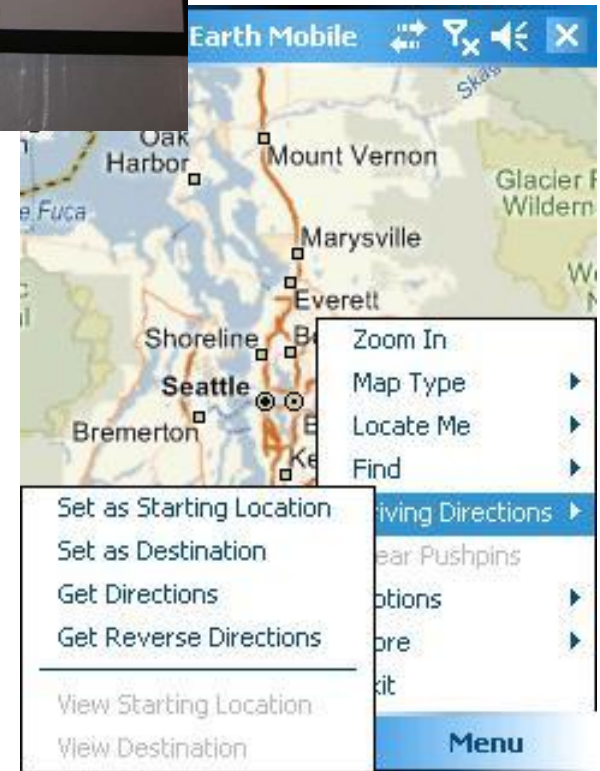 Earth Mobile
Oak
Harbor
Mount Vernon
Glacier
Wildern
Fuca
Marysville
Everett
Shoreline
Seattle
Bremerton
Zoom In
Map Type
Locate Me
Find
iving Directions
ear Pushpins
ptions
ore
xit
Set as Starting Location
Set as Destination
Get Directions
Get Reverse Directions
View Starting Location
View Destination
Menu